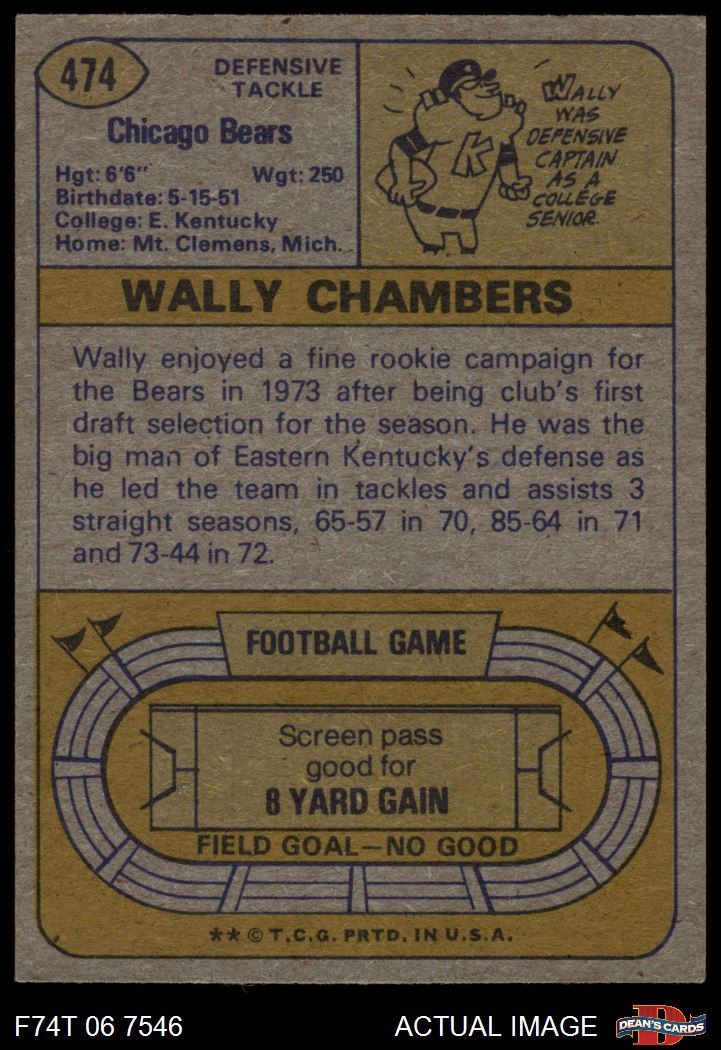 474
DEFENSIVE
TACKLE
Chicago Bears
Hgt: 6'6" Wgt: 250
Birthdate: 5-15-51
College: E. Kentucky
Home: Mt. Clemens, Mich.
K
WALLY
WAS
DEFENSIVE
CAPTAIN
AS A
COLLEGE
SENIOR.
WALLY CHAMBERS
Wally enjoyed a fine rookie campaign for
the Bears in 1973 after being club's first
draft selection for the season. He was the
big man of Eastern Kentucky's defense as
he led the team in tackles and assists 3
straight seasons, 65-57 in 70, 85-64 in 71
and 73-44 in 72.
FOOTBALL GAME
Screen pass
good for
8 YARD GAIN
FIELD GOAL—NO GOOD
** © T.C.G. PRTD. IN U.S.A.
F74T 06 7546 ACTUAL IMAGE
D
DEAN'S CARDS